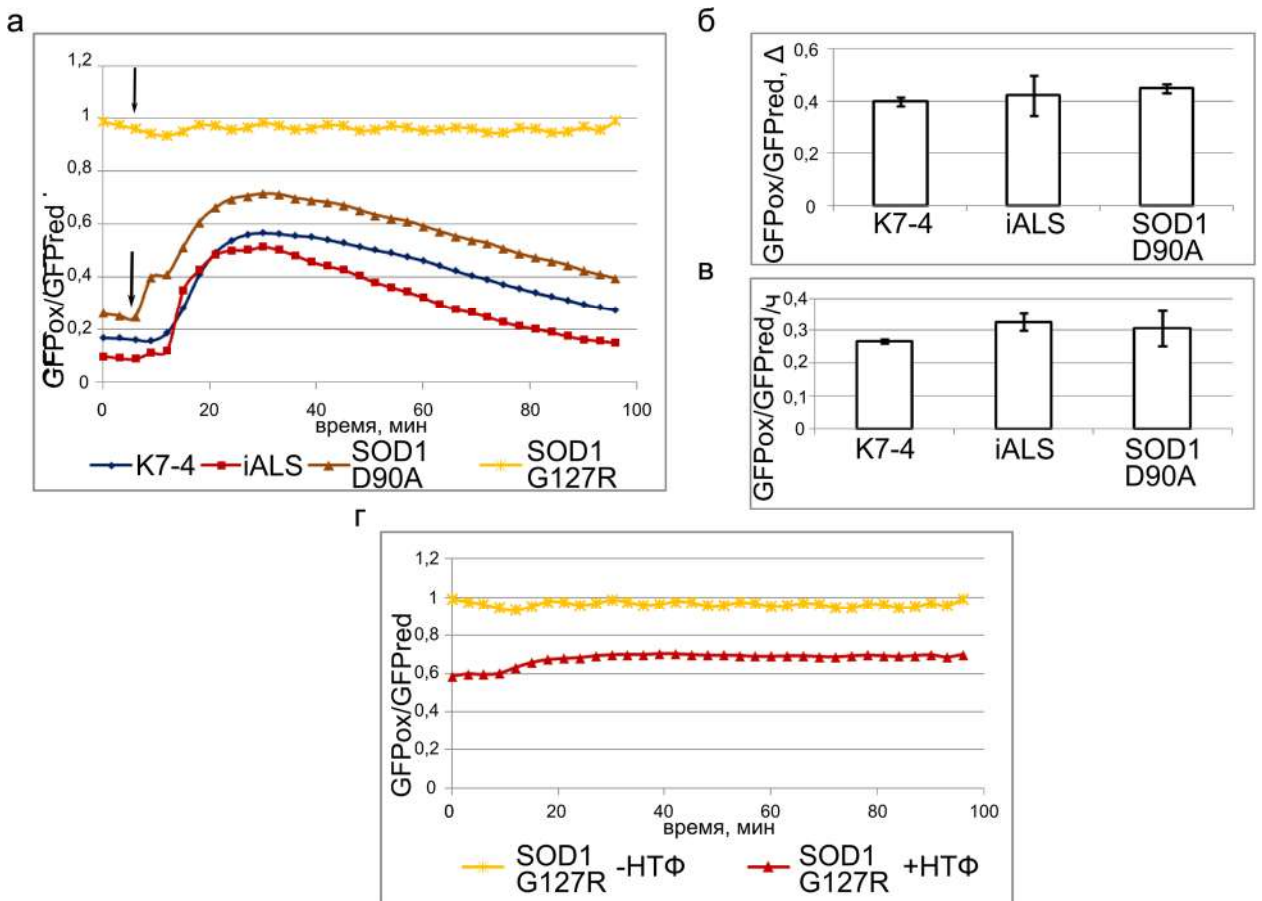 а
GFPox/GFPred
1,2
1
0,8
0,6
0,4
0,2
0
0 20 40 60 80 100
время, мин
K7-4 iALS SOD1 D90A SOD1 G127R
б
GFPox/GFPred, Δ
0,6
0,4
0,2
0
K7-4 iALS SOD1 D90A
в
GFPox/GFPred/ч
0,4
0,3
0,2
0,1
0
K7-4 iALS SOD1 D90A
г
GFPox/GFPred
1,2
1
0,8
0,6
0,4
0,2
0
0 20 40 60 80 100
время, мин
SOD1 G127R -НТФ SOD1 G127R +НТФ